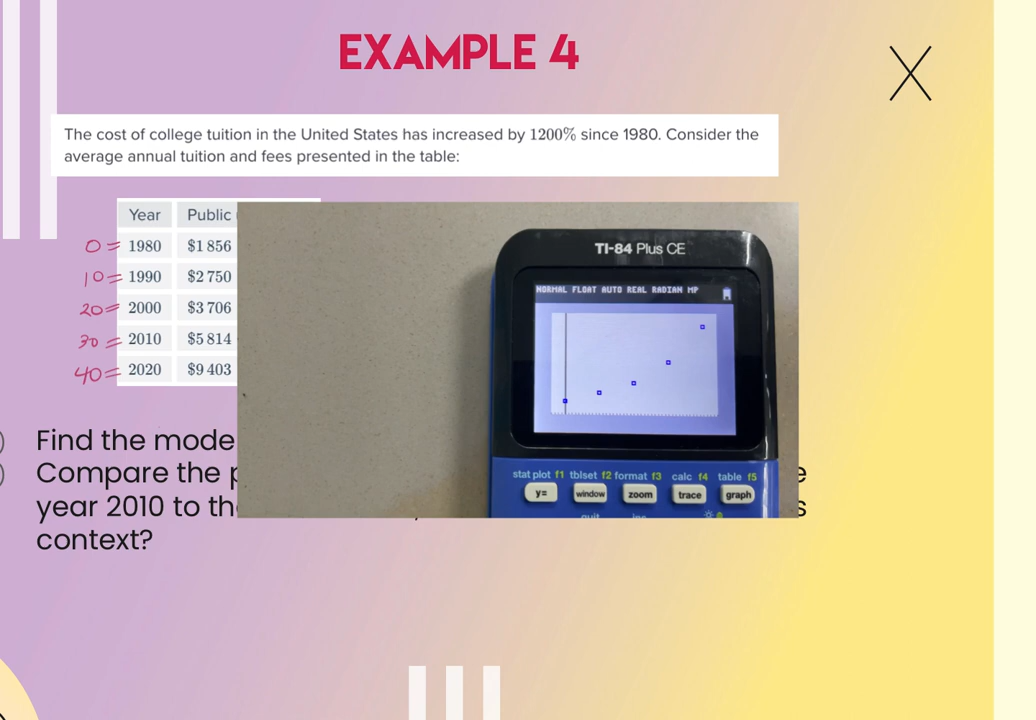 EXAMPLE 4
The cost of college tuition in the United States has increased by 1200% since 1980. Consider the
average annual tuition and fees presented in the table:
Year Public
0 = 1980 $1 856
10 = 1990 $2 750
20 = 2000 $3 706
30 = 2010 $5 814
40 = 2020 $9 403
TI-84 Plus CE
NORMAL FLOAT AUTO REAL RADIAN MP
stat plot f1 tblset f2 format f3 calc f4 table f5
y= window zoom trace graph
Find the mode
Compare the
year 2010 to
context?